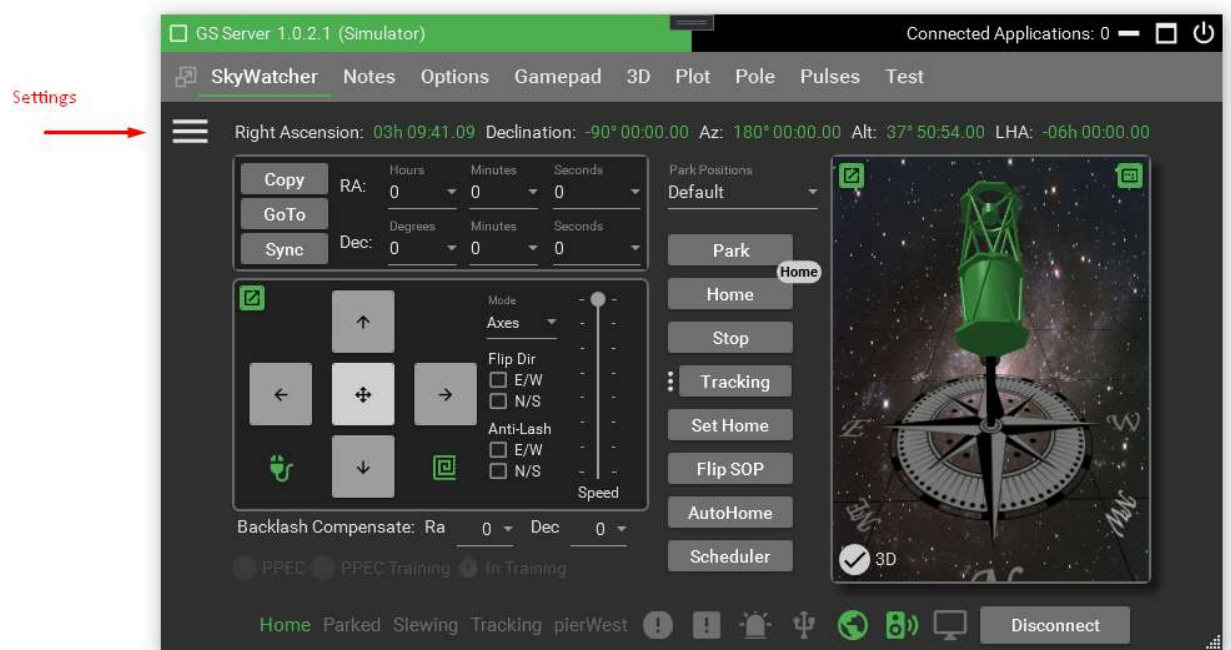 GS Server 1.0.2.1 (Simulator) Connected Applications: 0
SkyWatcher Notes Options Gamepad 3D Plot Pole Pulses Test
Settings
Right Ascension: 03h 09:41.09 Declination: -90° 00:00.00 Az: 180° 00:00.00 Alt: 37° 50:54.00 LHA: -06h 00:00.00
Copy
GoTo
Sync
Hours Minutes Seconds
RA: 0 0 0
Degrees Minutes Seconds
Dec: 0 0 0
Mode
Axes
Flip Dir
E/W
N/S
Anti-Lash
E/W
N/S
Speed
Backlash Compensate: Ra 0 Dec 0
PPEC PPEC Training In Training
Park Positions
Default
Park
Home
Home
Stop
Tracking
Set Home
Flip SOP
AutoHome
Scheduler
E
W
NE
NW
N
3D
Home Parked Slewing Tracking pierWest
Disconnect